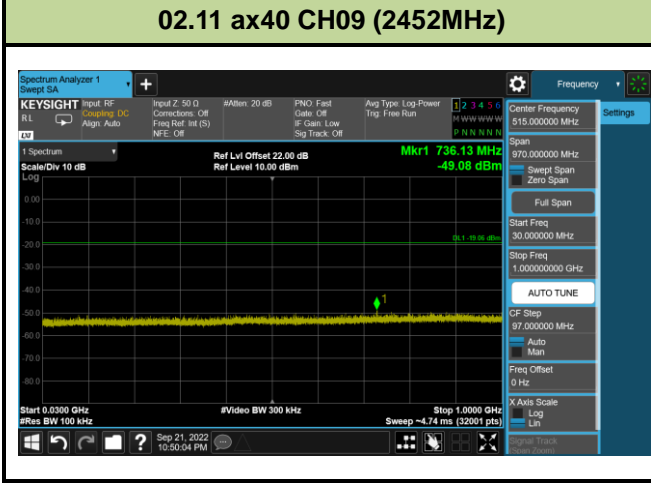 02.11 ax40 CH09 (2452MHz)
Spectrum Analyzer 1
Swept SA
+
Frequency
KEYSIGHT
RL
LXI
Input: RF
Coupling: DC
Align: Auto
Input Z: 50 Ω
Corrections: Off
Freq Ref: Int (S)
NFE: Off
#Atten: 20 dB
PNO: Fast
Gate: Off
IF Gain: Low
Sig Track: Off
Avg Type: Log-Power
Trig: Free Run
1 2 3 4 5 6
M W W W W W
P N N N N N
Center Frequency
515.000000 MHz
Settings
1 Spectrum
Scale/Div 10 dB
Log
Ref Lvl Offset 22.00 dB
Ref Level 10.00 dBm
Mkr1 736.13 MHz
-49.08 dBm
0.00
-10.0
-20.0
-30.0
-40.0
-50.0
-60.0
-70.0
-80.0
DL1 -19.06 dBm
1
Span
970.000000 MHz
Swept Span
Zero Span
Full Span
Start Freq
30.000000 MHz
Stop Freq
1.000000000 GHz
AUTO TUNE
CF Step
97.000000 MHz
Auto
Man
Freq Offset
0 Hz
X Axis Scale
Log
Lin
Signal Track
(Span Zoom)
Start 0.0300 GHz
#Res BW 100 kHz
#Video BW 300 kHz
Stop 1.0000 GHz
Sweep ~4.74 ms (32001 pts)
?
Sep 21, 2022
10:50:04 PM